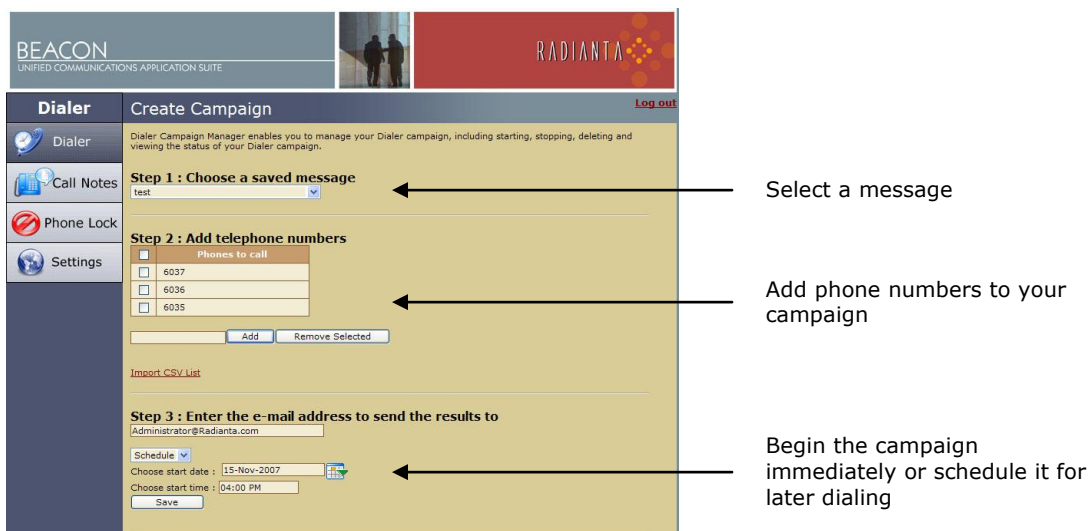 BEACON
UNIFIED COMMUNICATIONS APPLICATION SUITE
RADIANTA
Dialer
Create Campaign
Log out
Dialer
Call Notes
Phone Lock
Settings
Dialer Campaign Manager enables you to manage your Dialer campaign, including starting, stopping, deleting and
viewing the status of your Dialer campaign.
Step 1 : Choose a saved message
test
Select a message
Step 2 : Add telephone numbers
Phones to call
6037
6036
6035
Add phone numbers to your
campaign
Add
Remove Selected
Import CSV List
Step 3 : Enter the e-mail address to send the results to
Administrator@Radianta.com
Schedule
Choose start date : 15-Nov-2007
Choose start time : 04:00 PM
Save
Begin the campaign
immediately or schedule it for
later dialing